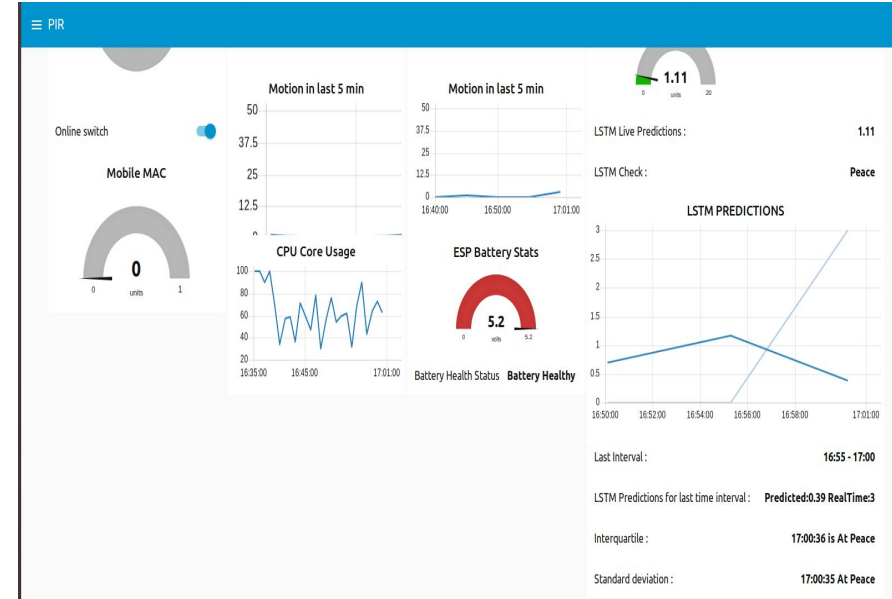 ☰ PIR
Online switch
Mobile MAC
0
units
0 1
Motion in last 5 min
50
37.5
25
12.5
0
CPU Core Usage
100
80
60
40
20
16:35:00 16:45:00 17:01:00
Motion in last 5 min
50
37.5
25
12.5
0
16:40:00 16:50:00 17:01:00
ESP Battery Stats
5.2
volts
0 5.2
Battery Health Status Battery Healthy
1.11
units
0 20
LSTM Live Predictions : 1.11
LSTM Check : Peace
LSTM PREDICTIONS
3
2.5
2
1.5
1
0.5
0
16:50:00 16:52:00 16:54:00 16:56:00 16:58:00 17:01:00
Last Interval : 16:55 - 17:00
LSTM Predictions for last time interval : Predicted:0.39 RealTime:3
Interquartile : 17:00:36 is At Peace
Standard deviation : 17:00:35 At Peace